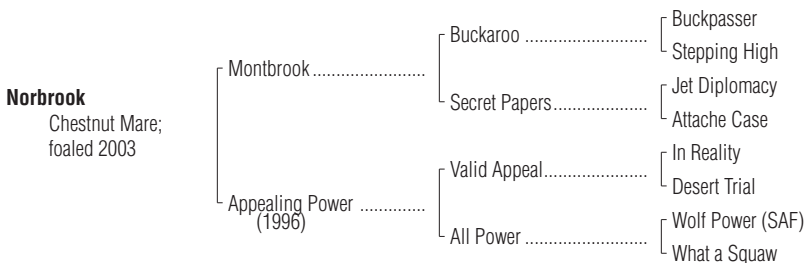 Buckpasser
Buckaroo ............................
Stepping High
Montbrook .......................
Jet Diplomacy
Secret Papers.....................
Attache Case
Norbrook
Chestnut Mare;
foaled 2003
In Reality
Valid Appeal.......................
Desert Trial
Appealing Power ..............
(1996)
Wolf Power (SAF)
All Power ...........................
What a Squaw